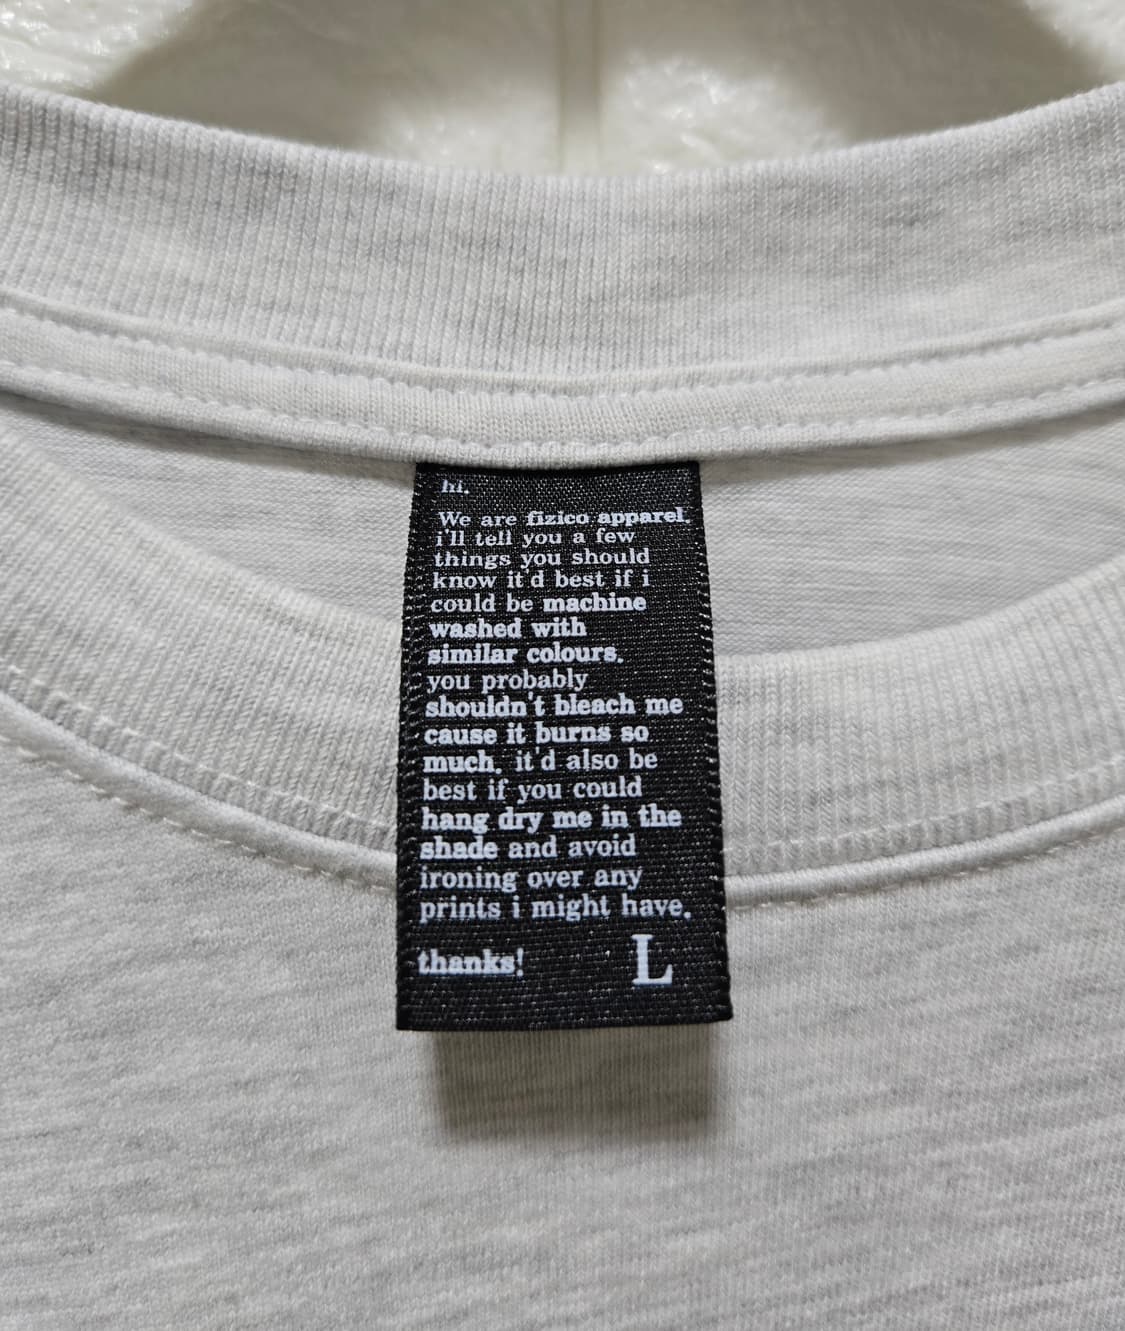 hi.
We are fizico apparel.
i'll tell you a few
things you should
know it'd best if i
could be machine
washed with
similar colours.
you probably
shouldn't bleach me
cause it burns so
much. it'd also be
best if you could
hang dry me in the
shade and avoid
ironing over any
prints i might have.
thanks! L